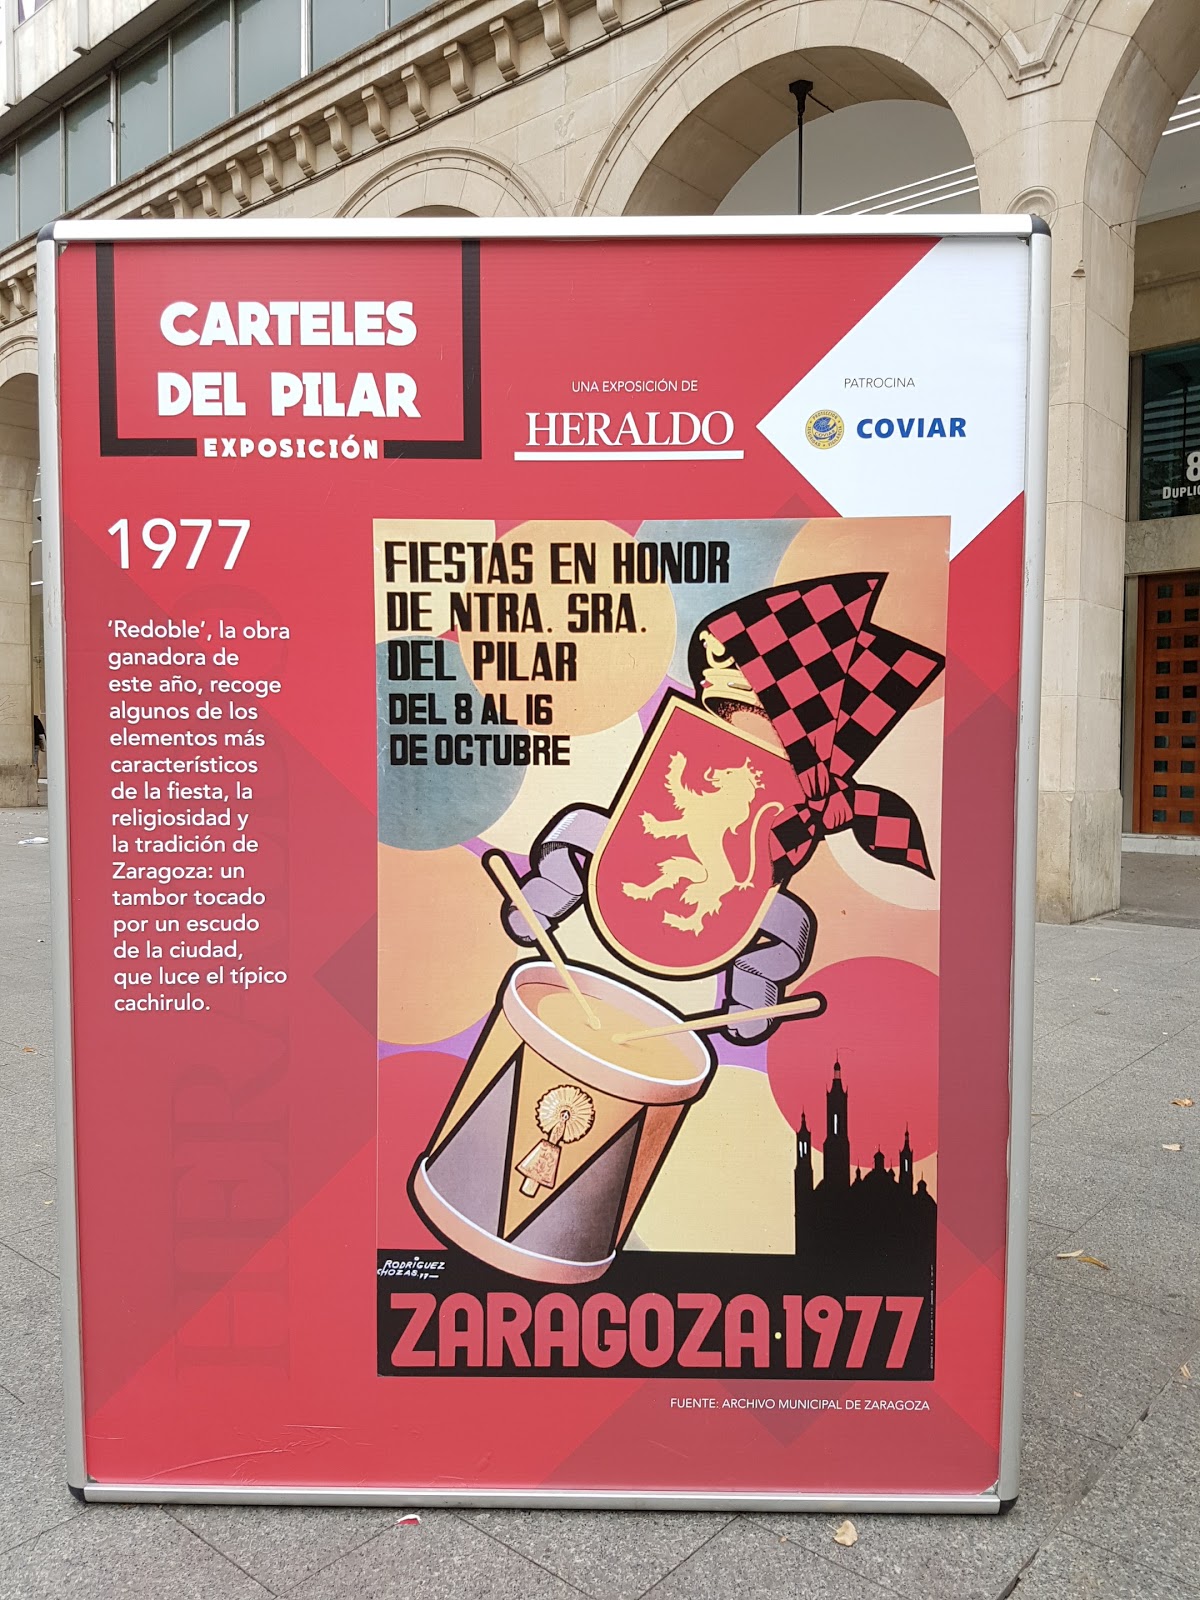 CARTELES
DEL PILAR
EXPOSICIÓN
UNA EXPOSICIÓN DE
HERALDO
PATROCINA
COVIAR
1977
‘Redoble’, la obra
ganadora de
este año, recoge
algunos de los
elementos más
característicos
de la fiesta, la
religiosidad y
la tradición de
Zaragoza: un
tambor tocado
por un escudo
de la ciudad,
que luce el típico
cachirulo.
FIESTAS EN HONOR
DE NTRA. SRA.
DEL PILAR
DEL 8 AL 16
DE OCTUBRE
RODRIGUEZ
CHOZAS.77—
ZARAGOZA·1977
FUENTE: ARCHIVO MUNICIPAL DE ZARAGOZA
HERALDO
8